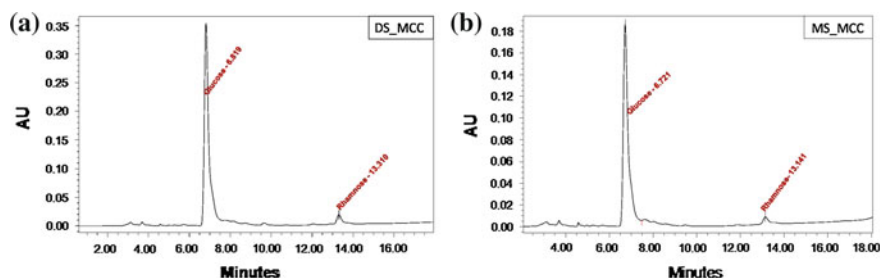 (a)
DS_MCC
AU
0.35
0.30
0.25
0.20
0.15
0.10
0.05
0.00
Glucose - 6.819
Rhamnose - 13.310
2.00 4.00 6.00 8.00 10.00 12.00 14.00 16.00
Minutes
(b)
MS_MCC
AU
0.18
0.16
0.14
0.12
0.10
0.08
0.06
0.04
0.02
0.00
Glucose - 6.721
Rhamnose - 13.141
4.00 6.00 8.00 10.00 12.00 14.00 16.00 18.00
Minutes